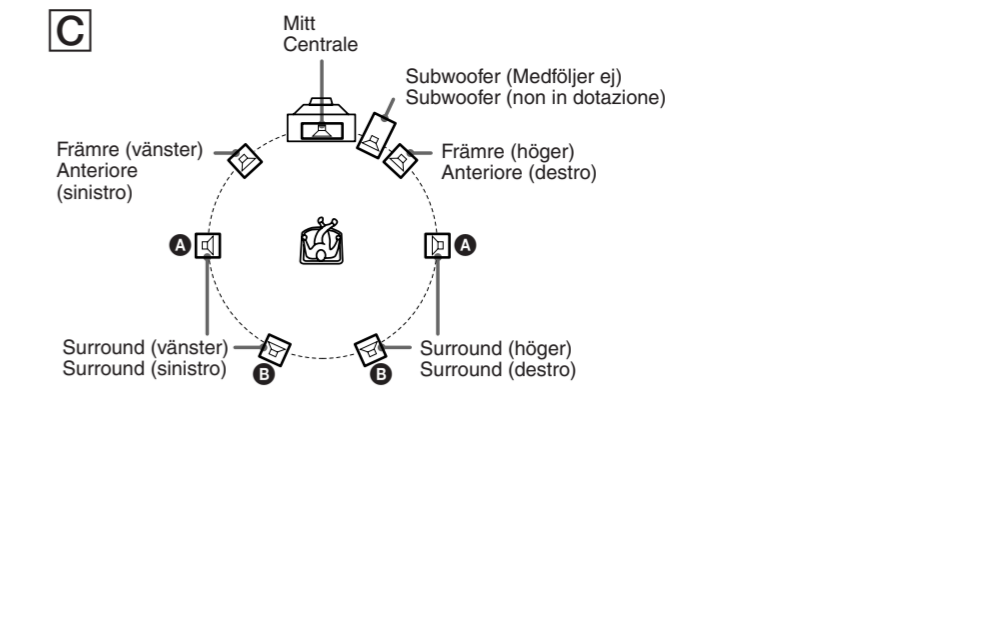 C
Mitt
Centrale
Subwoofer (Medföljer ej)
Subwoofer (non in dotazione)
Främre (vänster)
Anteriore
(sinistro)
Främre (höger)
Anteriore (destro)
A
A
Surround (vänster)
Surround (sinistro)
Surround (höger)
Surround (destro)
B
B